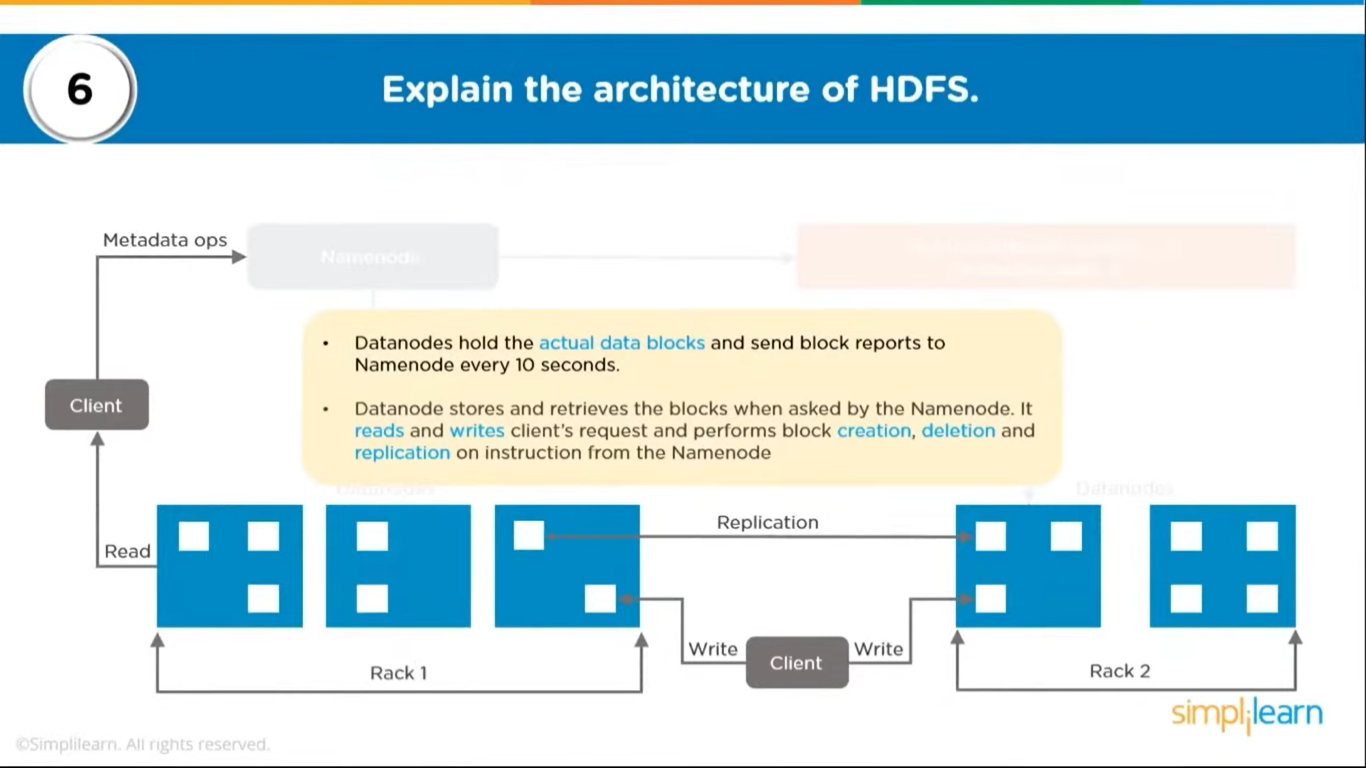 6
Explain the architecture of HDFS.
Metadata ops
Namenode
• Datanodes hold the actual data blocks and send block reports to
Namenode every 10 seconds.
• Datanode stores and retrieves the blocks when asked by the Namenode. It
reads and writes client's request and performs block creation, deletion and
replication on instruction from the Namenode
Client
Datanodes
Datanodes
Replication
Read
Write
Client
Write
Rack 1
Rack 2
simplilearn
©Simplilearn. All rights reserved.